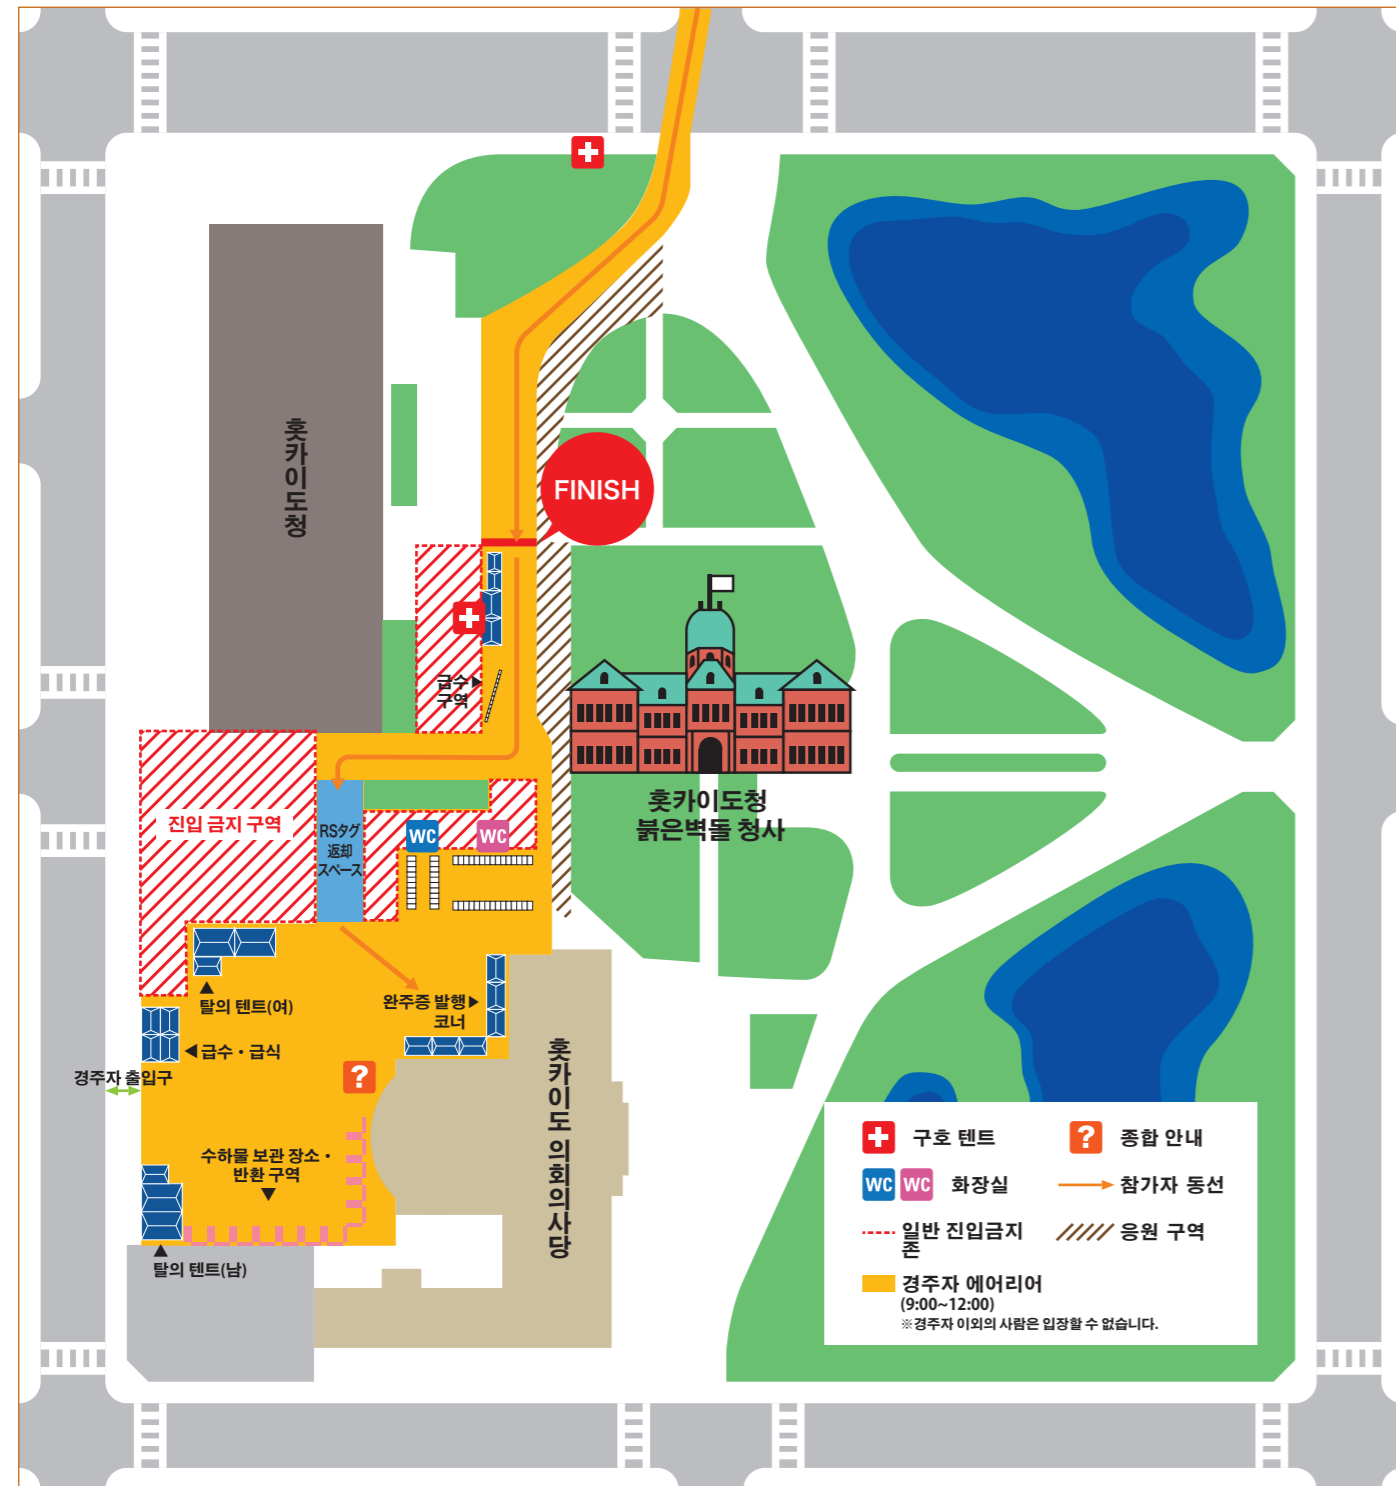 홋카이도청
FINISH
급수▶
구역
홋카이도청
붉은벽돌 청사
진입 금지 구역
RSタグ
返却
スペース
WC
WC
▲
탈의 텐트(여)
완주증 발행▶
코너
◀급수・급식
경주자 출입구
?
홋카이도 의회의사당
수하물 보관 장소・
반환 구역
▼
▲
탈의 텐트(남)
구호 텐트
? 종합 안내
WC WC 화장실
참가자 동선
일반 진입금지
존
응원 구역
경주자 에어리어
(9:00~12:00)
※경주자 이외의 사람은 입장할 수 없습니다.